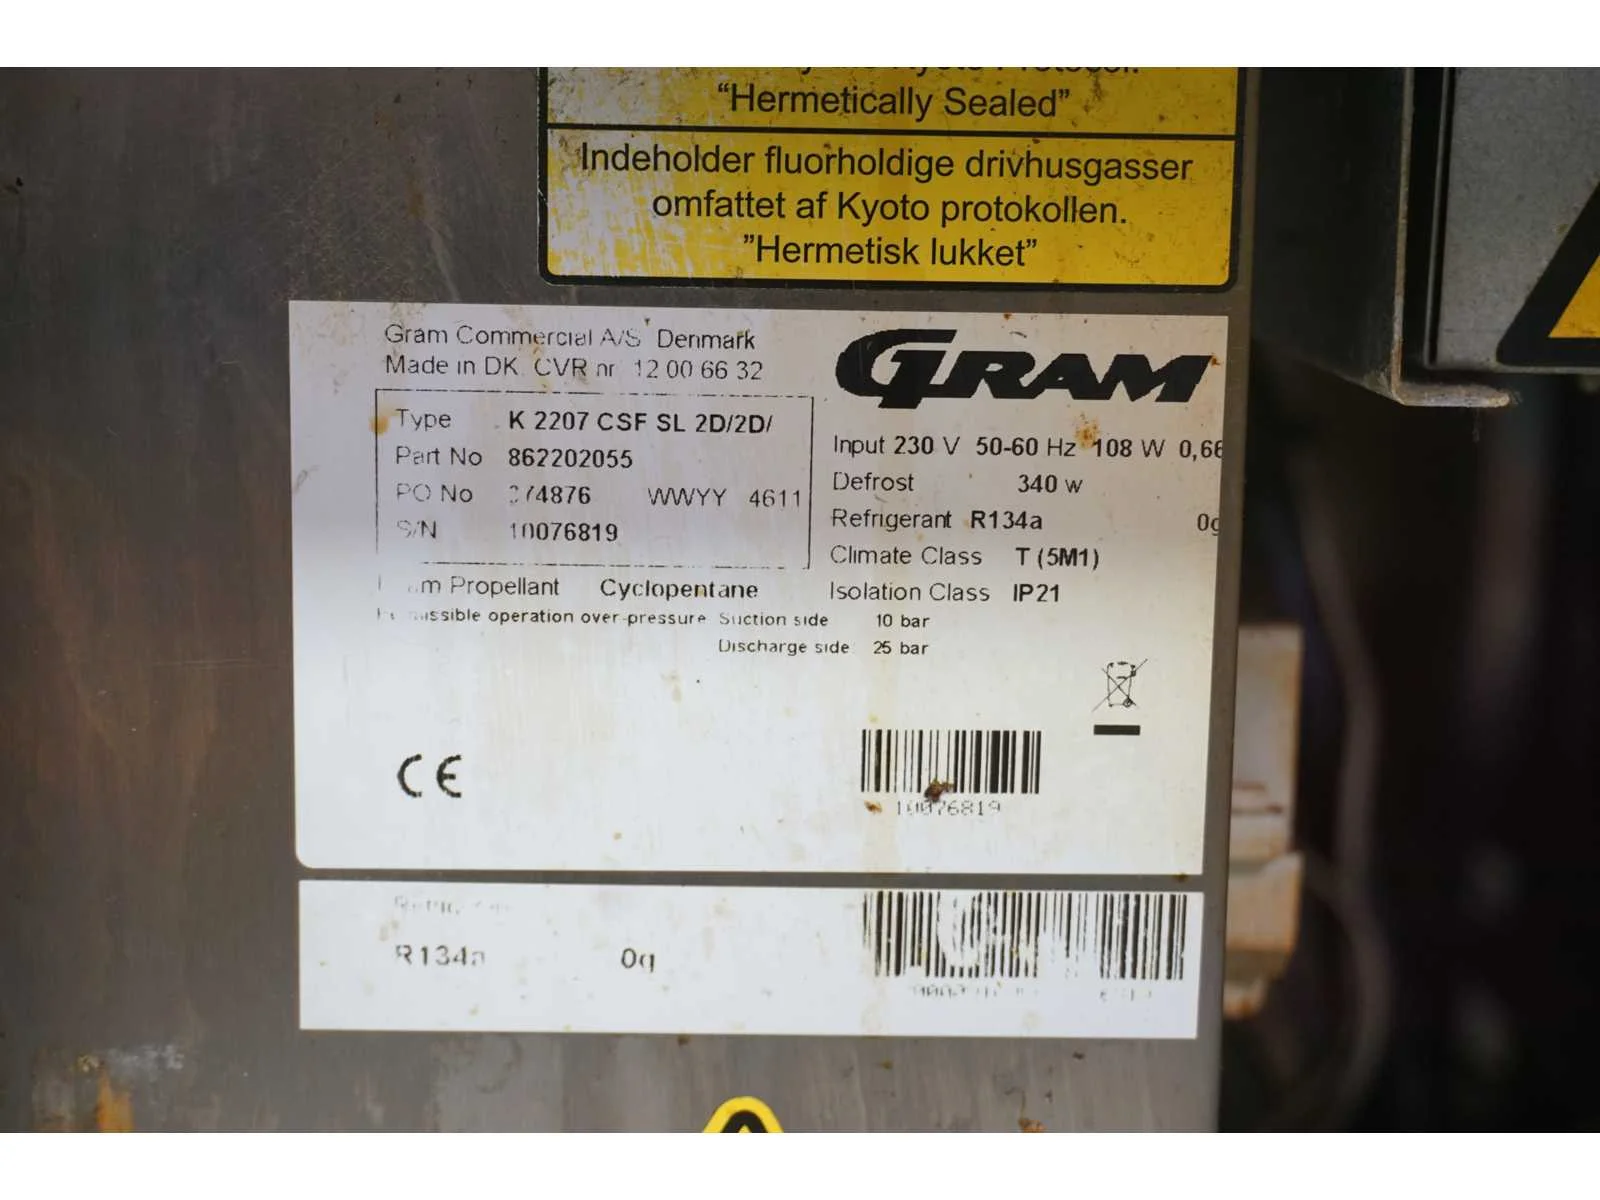 Kyoto Protocol.
“Hermetically Sealed”
Indeholder fluorholdige drivhusgasser
omfattet af Kyoto protokollen.
”Hermetisk lukket”
Gram Commercial A/S Denmark
Made in DK. CVR nr. 12 00 66 32
GRAM
Type K 2207 CSF SL 2D/2D/
Part No 862202055
PO No 74876 WWYY 4611
S/N 10076819
Input 230 V 50-60 Hz 108 W 0,66
Defrost 340 w
Refrigerant R134a 0g
Climate Class T (5M1)
Isolation Class IP21
Propellant Cyclopentane
operation over-pressure Suction side 10 bar
Discharge side 25 bar
CE
10076819
R134a 0g